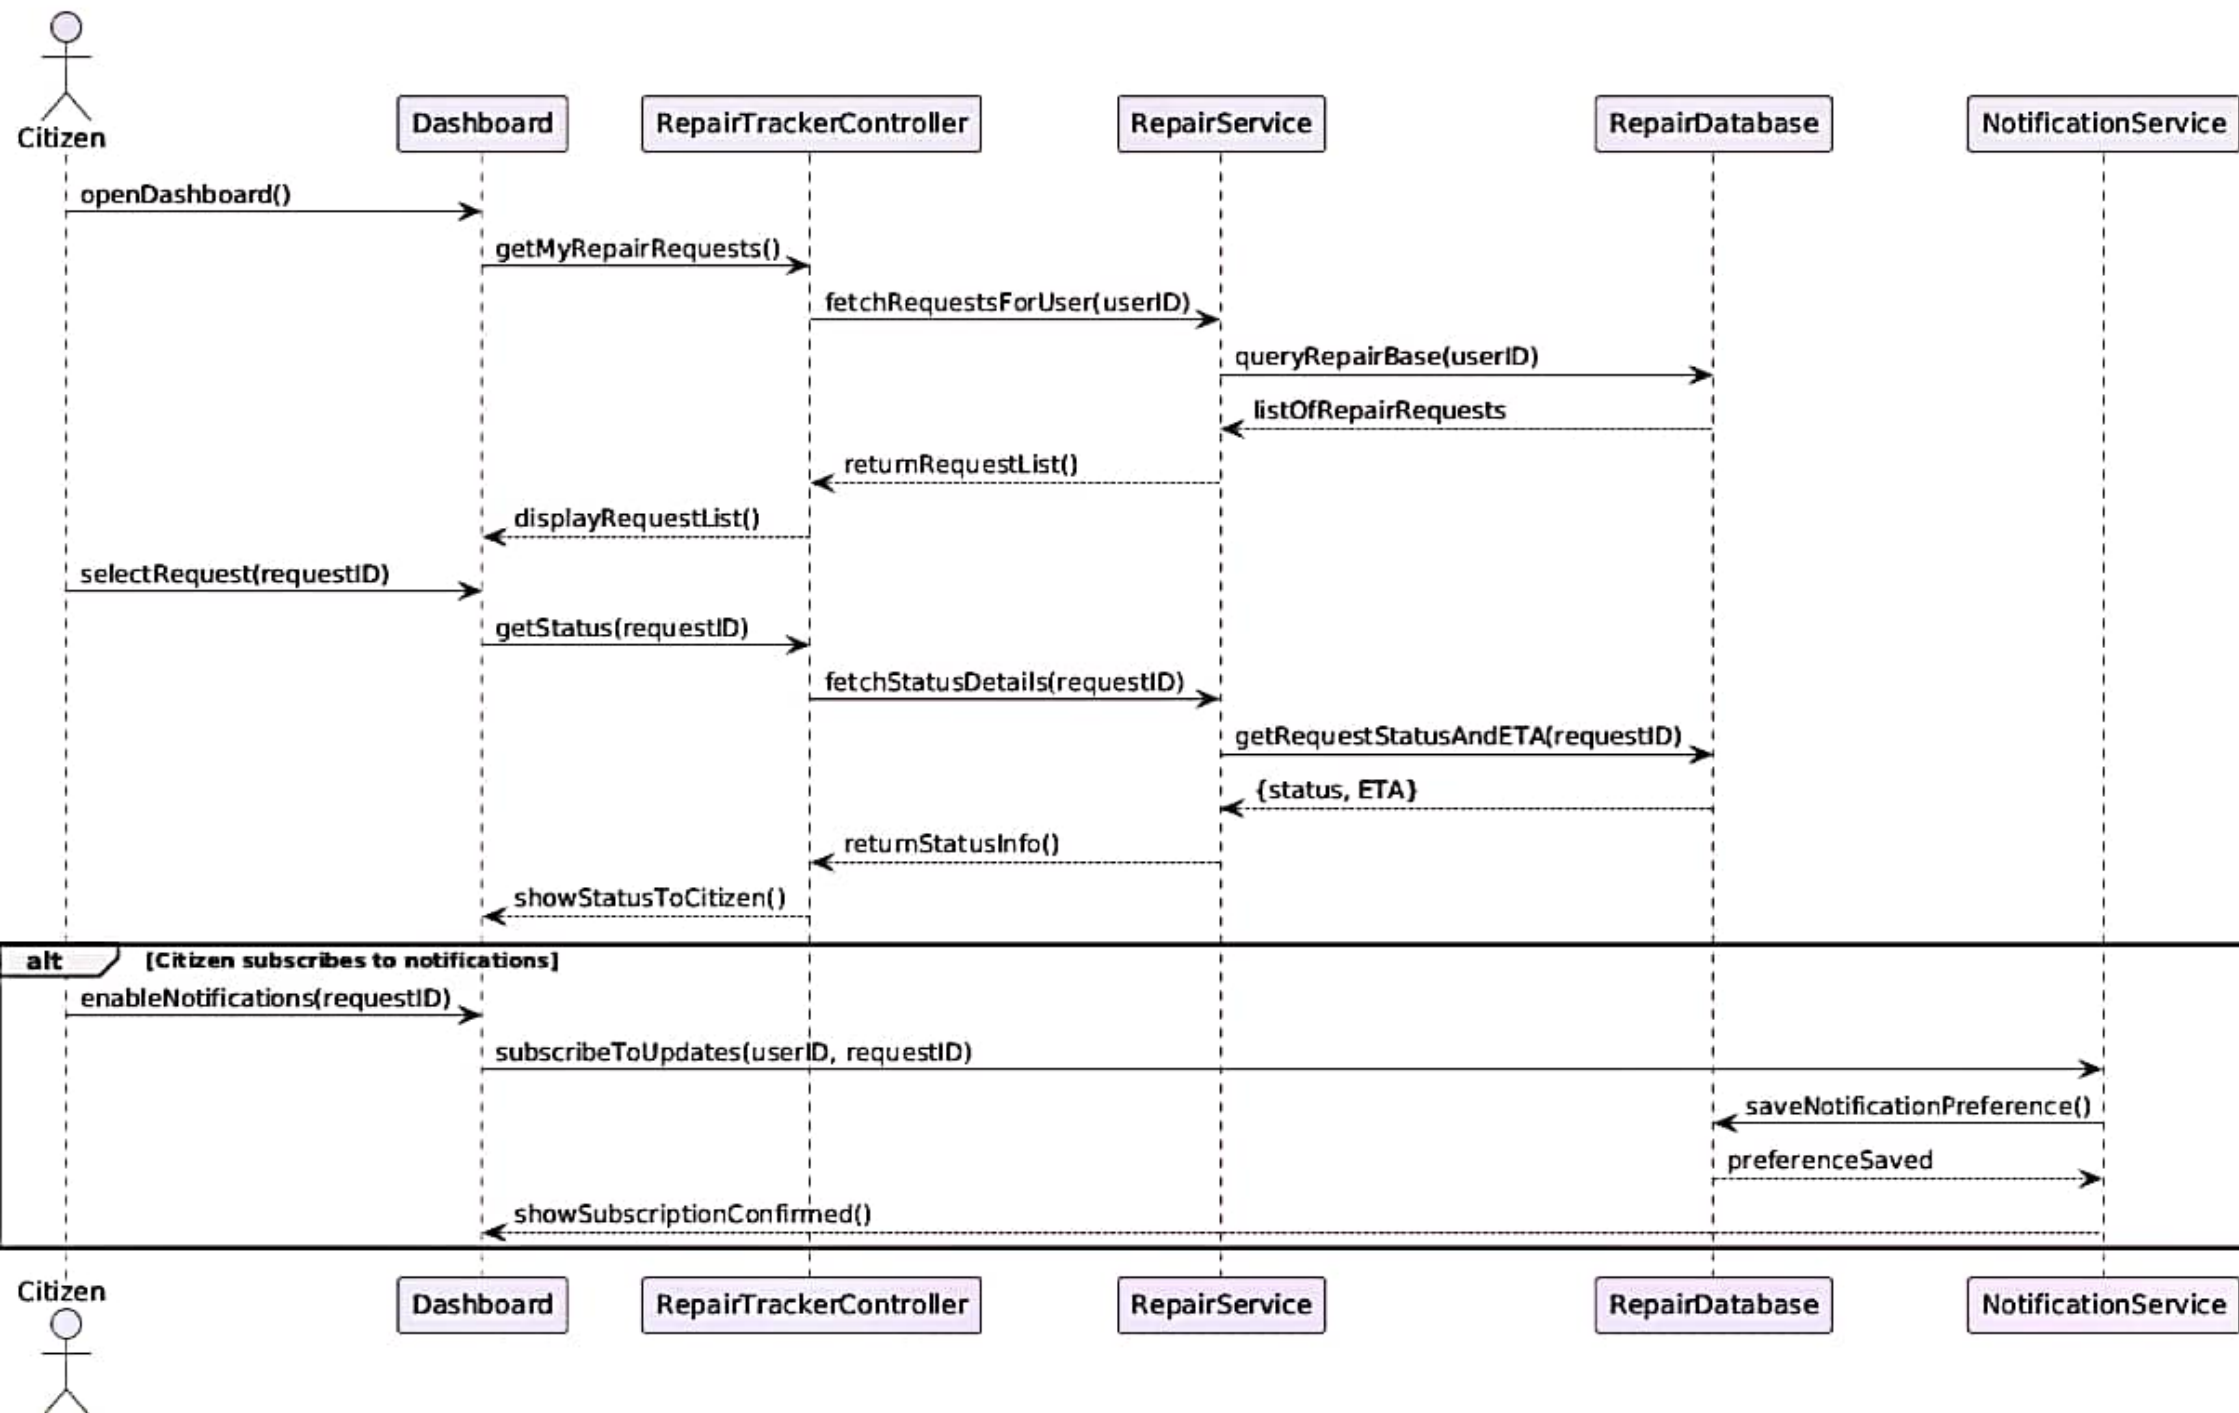 Citizen
Dashboard
RepairTrackerController
RepairService
RepairDatabase
NotificationService
openDashboard()
getMyRepairRequests()
fetchRequestsForUser(userID)
queryRepairBase(userID)
listOfRepairRequests
returnRequestList()
displayRequestList()
selectRequest(requestID)
getStatus(requestID)
fetchStatusDetails(requestID)
getRequestStatusAndETA(requestID)
{status, ETA}
returnStatusInfo()
showStatusToCitizen()
alt
[Citizen subscribes to notifications]
enableNotifications(requestID)
subscribeToUpdates(userID, requestID)
saveNotificationPreference()
preferenceSaved
showSubscriptionConfirmed()
Citizen
Dashboard
RepairTrackerController
RepairService
RepairDatabase
NotificationService